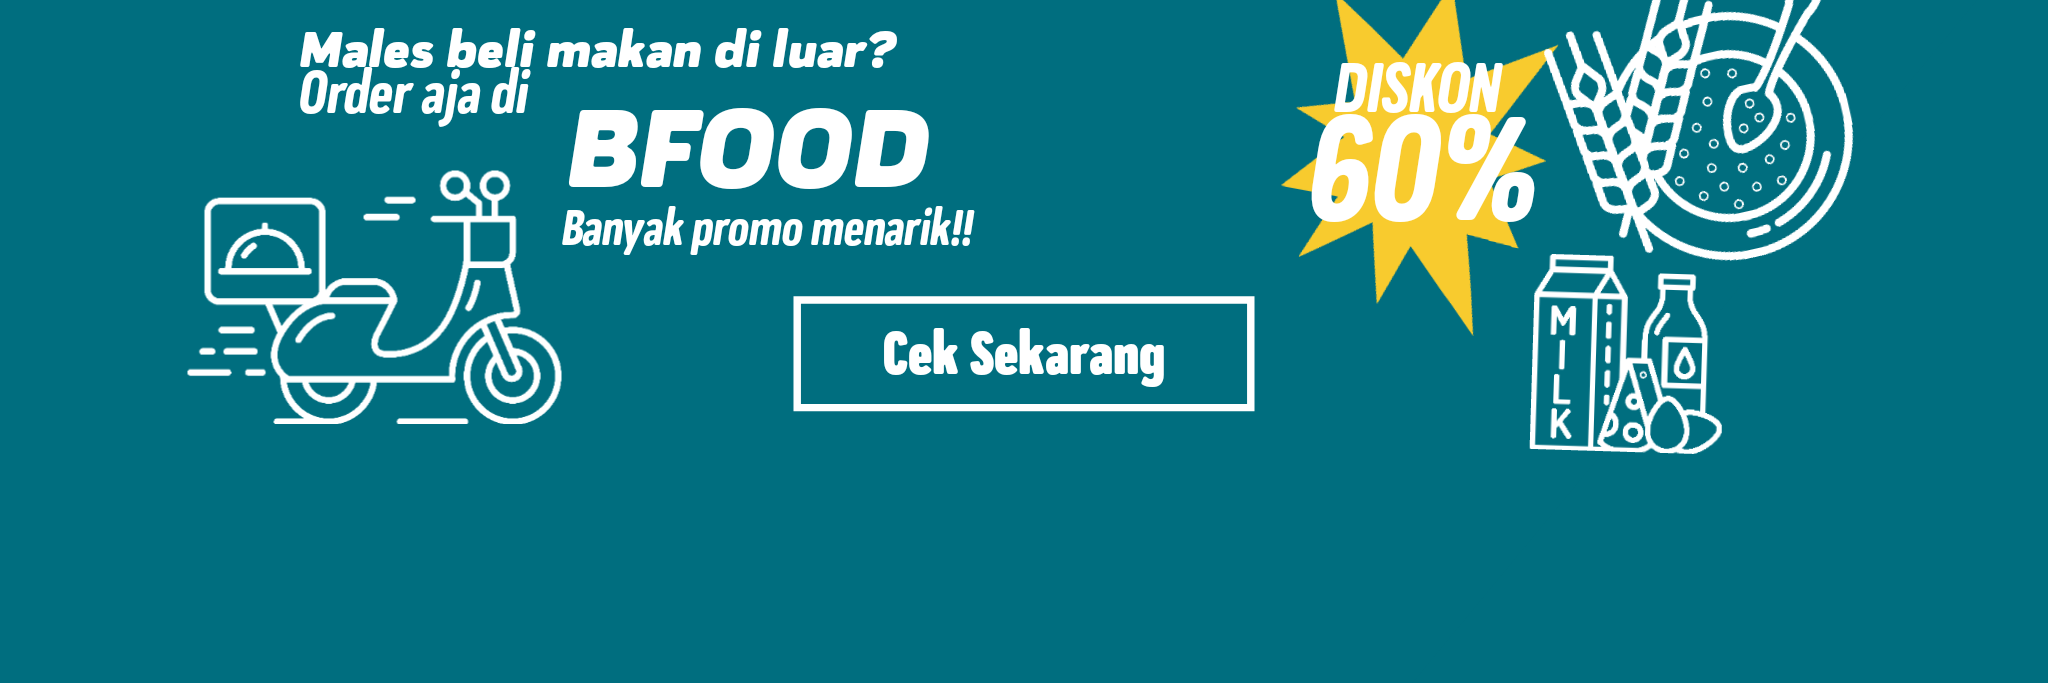 Males beli makan di luar?
Order aja di
BFOOD
Banyak promo menarik!!
Cek Sekarang
DISKON
60%
MILK